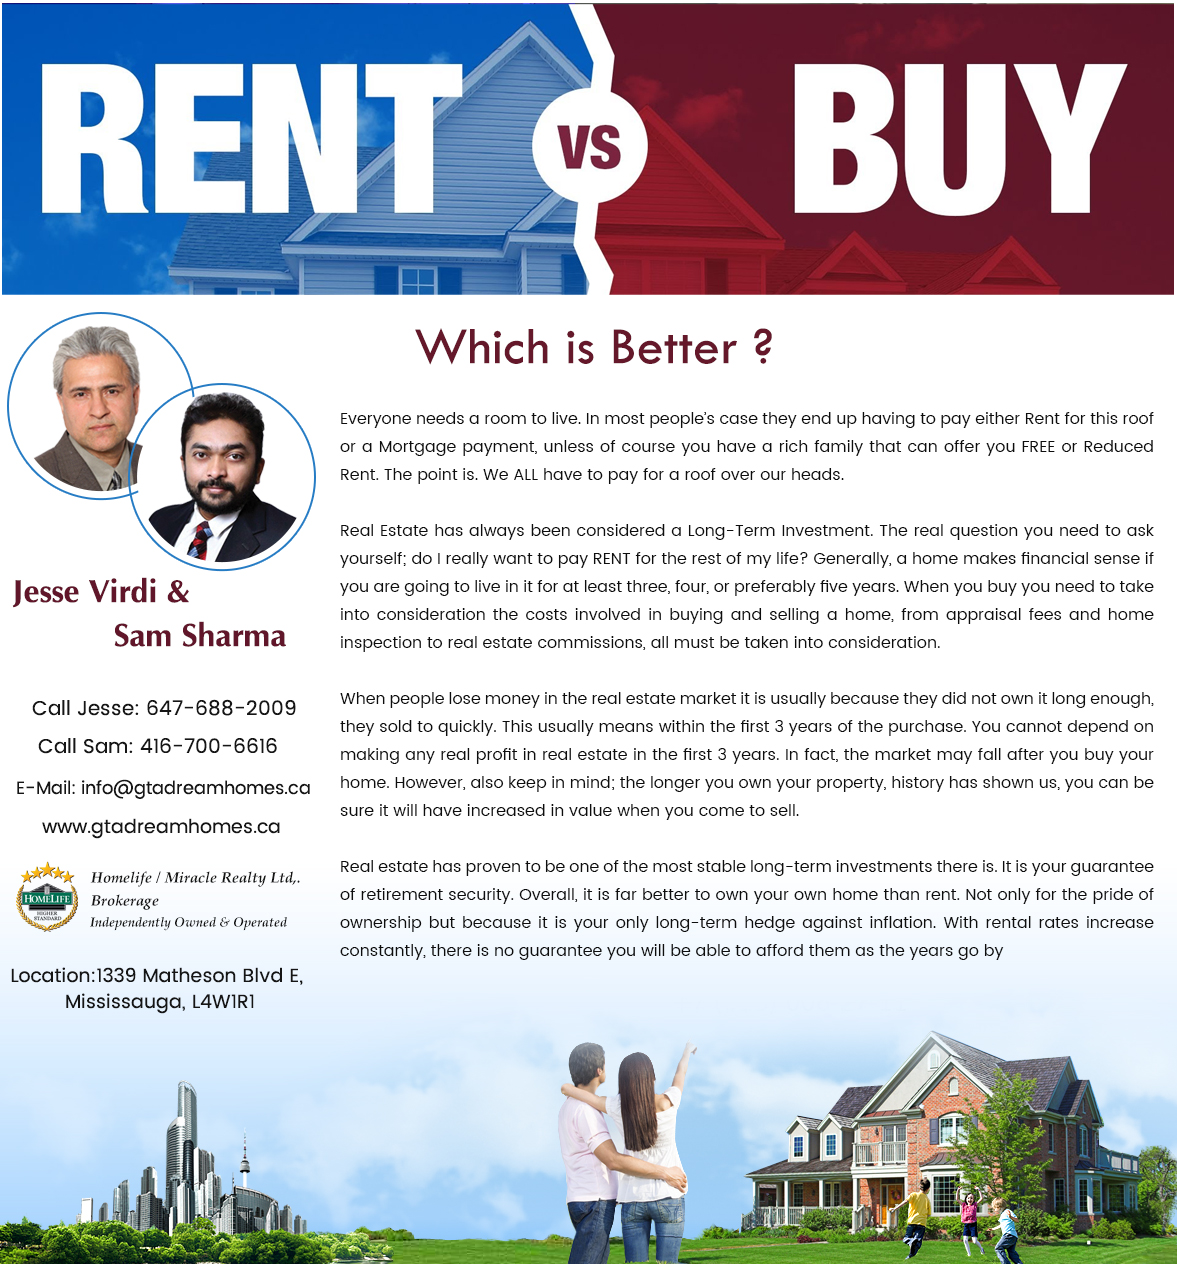 RENT
VS
BUY
Which is Better ?
Everyone needs a room to live. In most people's case they end up having to pay either Rent for this roof
or a Mortgage payment, unless of course you have a rich family that can offer you FREE or Reduced
Rent. The point is. We ALL have to pay for a roof over our heads.
Real Estate has always been considered a Long-Term Investment. The real question you need to ask
yourself; do I really want to pay RENT for the rest of my life? Generally, a home makes financial sense if
you are going to live in it for at least three, four, or preferably five years. When you buy you need to take
into consideration the costs involved in buying and selling a home, from appraisal fees and home
inspection to real estate commissions, all must be taken into consideration.
When people lose money in the real estate market it is usually because they did not own it long enough,
they sold to quickly. This usually means within the first 3 years of the purchase. You cannot depend on
making any real profit in real estate in the first 3 years. In fact, the market may fall after you buy your
home. However, also keep in mind; the longer you own your property, history has shown us, you can be
sure it will have increased in value when you come to sell.
Real estate has proven to be one of the most stable long-term investments there is. It is your guarantee
of retirement security. Overall, it is far better to own your own home than rent. Not only for the pride of
ownership but because it is your only long-term hedge against inflation. With rental rates increase
constantly, there is no guarantee you will be able to afford them as the years go by
Jesse Virdi &
Sam Sharma
Call Jesse: 647-688-2009
Call Sam: 416-700-6616
E-Mail: info@gtadreamhomes.ca
www.gtadreamhomes.ca
HOMELIFE
HIGHER
STANDARDS
Homelife / Miracle Realty Ltd,.
Brokerage
Independently Owned & Operated
Location:1339 Matheson Blvd E,
Mississauga, L4W1R1